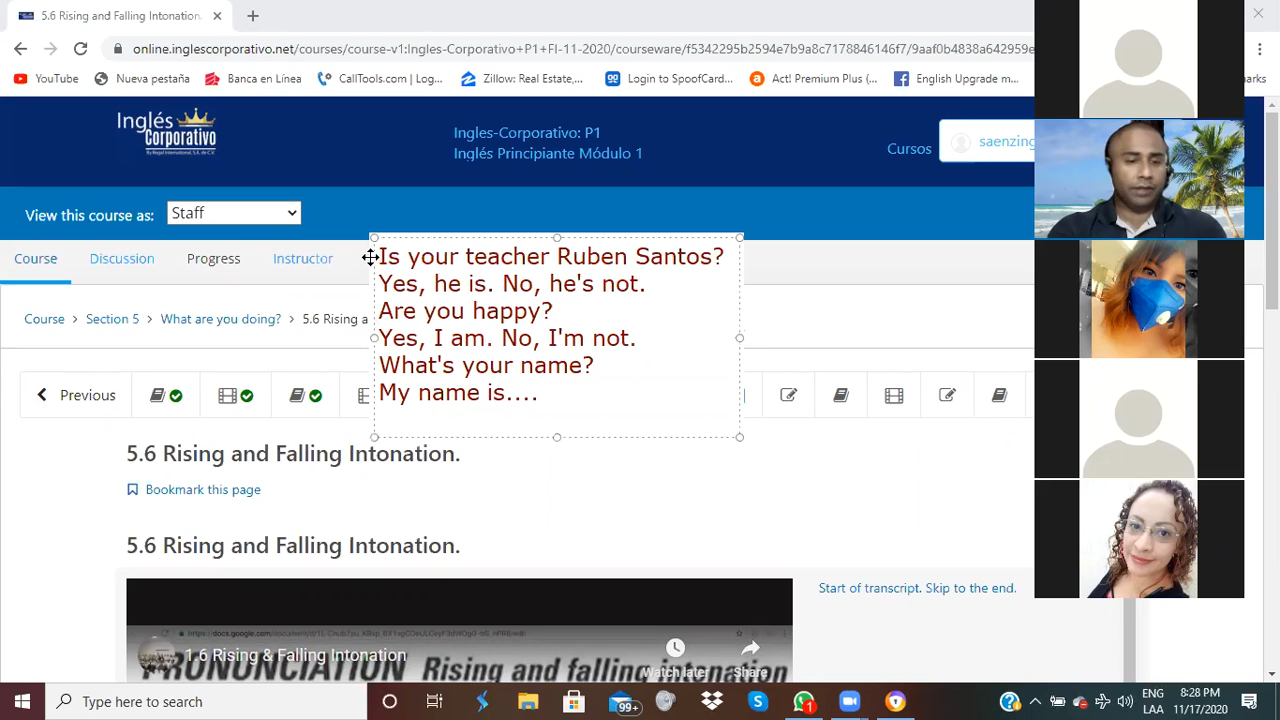 5.6 Rising and Falling Intonation.
online.inglescorporativo.net/courses/course-v1:Ingles-Corporativo+P1+FI-11-2020/courseware/f5342295b2594e7b9a8c7178846146f7/9aaf0b4838a642959e
YouTube
Nueva pestaña
Banca en Línea
CallTools.com | Log...
Zillow: Real Estate,...
Login to SpoofCard...
Act! Premium Plus (...
English Upgrade m...
Inglés
Corporativo
Ingles-Corporativo: P1
Inglés Principiante Módulo 1
Cursos
saenzing
View this course as:
Staff
Course
Discussion
Progress
Instructor
Is your teacher Ruben Santos?
Yes, he is. No, he's not.
Are you happy?
Yes, I am. No, I'm not.
What's your name?
My name is....
Course > Section 5 > What are you doing? > 5.6 Rising a
Previous
5.6 Rising and Falling Intonation.
Bookmark this page
5.6 Rising and Falling Intonation.
Start of transcript. Skip to the end.
1.6 Rising & Falling Intonation
PRONUNCIATION Rising and falling intonation
Watch later
Share
Type here to search
99+
1
ENG
LAA
8:28 PM
11/17/2020